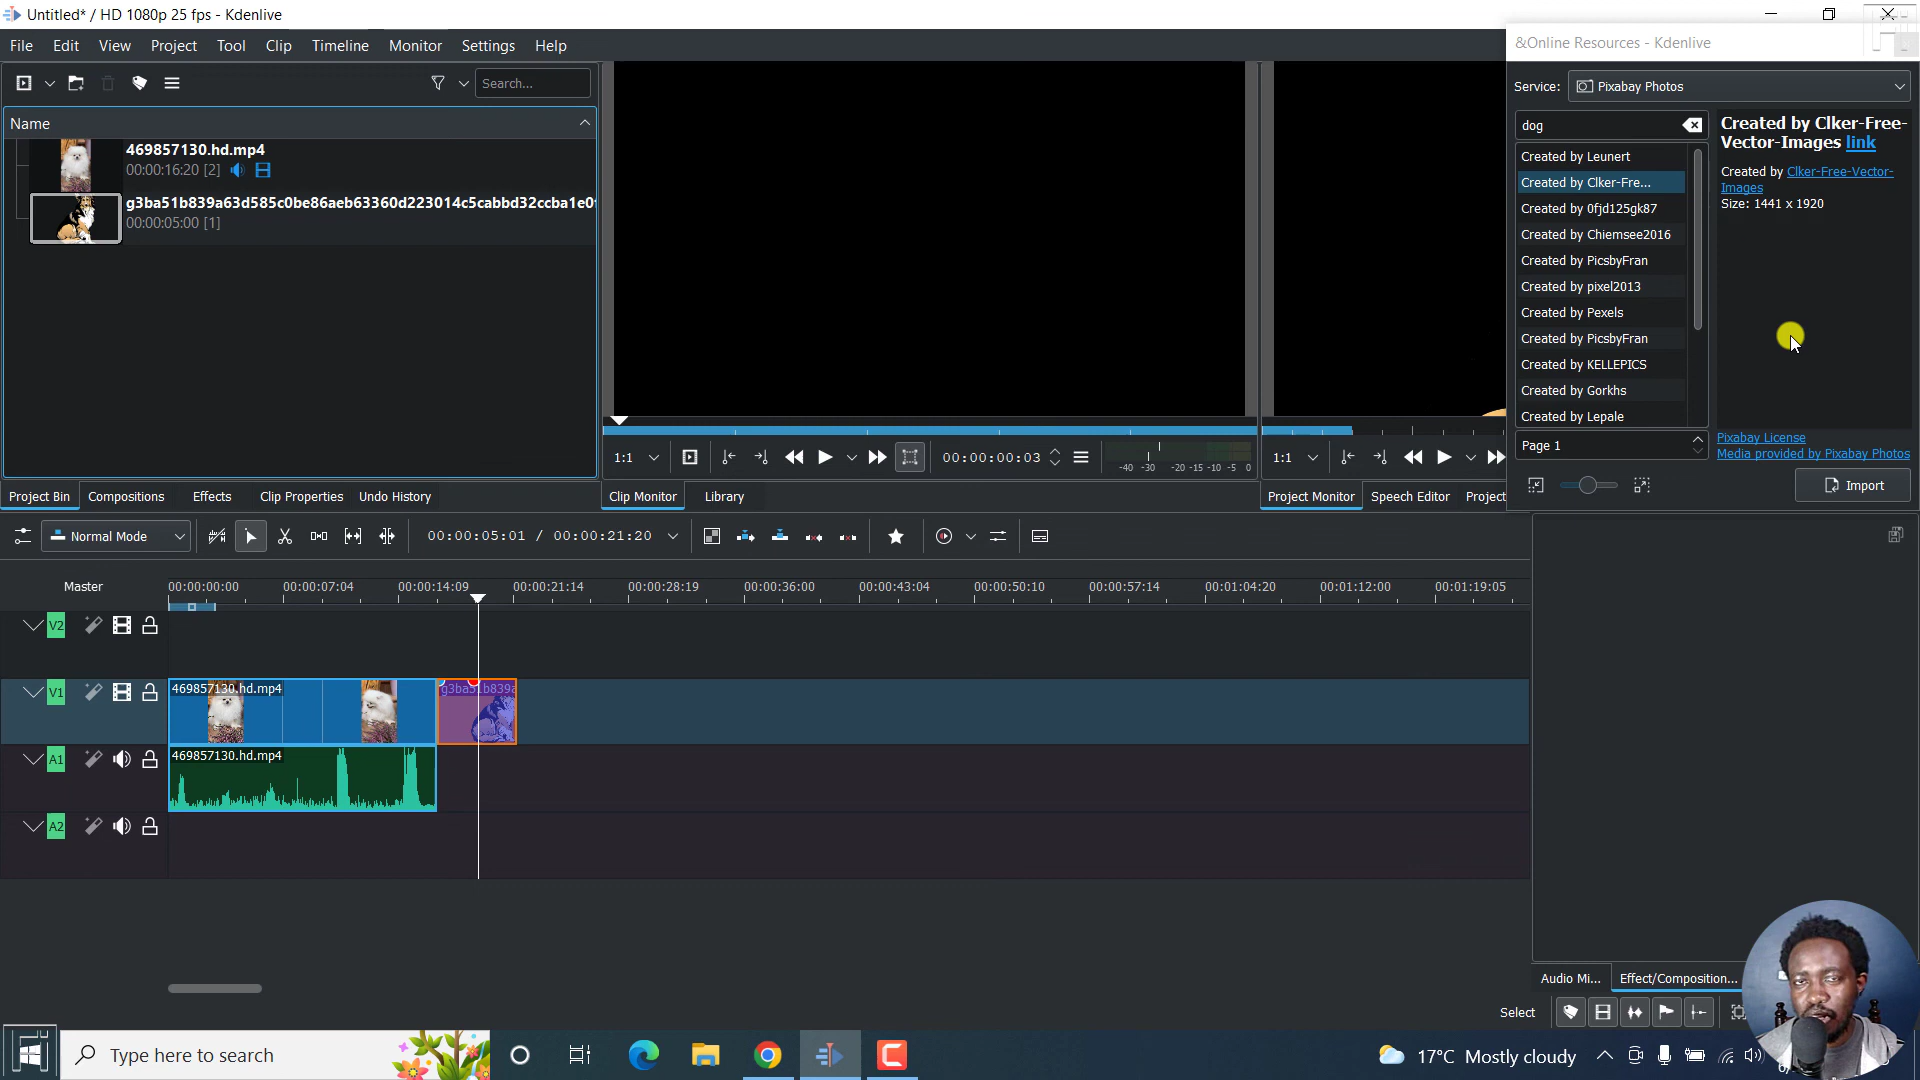 Untitled* / HD 1080p 25 fps - Kdenlive
File Edit View Project Tool Clip Timeline Monitor Settings Help
&Online Resources - Kdenlive
Search...
Service: Pixabay Photos
Name
dog
469857130.hd.mp4
00:00:16:20 [2]
g3ba51b839a63d585c0be86aeb63360d223014c5cabbd32ccba1e0
00:00:05:00 [1]
Created by Leunert
Created by Clker-Fre...
Created by 0fjd125gk87
Created by Chiemsee2016
Created by PicsbyFran
Created by pixel2013
Created by Pexels
Created by PicsbyFran
Created by KELLEPICS
Created by Gorkhs
Created by Lepale
Page 1
Created by Clker-Free-
Vector-Images link
Created by Clker-Free-Vector-
Images
Size: 1441 x 1920
Pixabay License
Media provided by Pixabay Photos
Import
1:1 00:00:00:03 -40 -30 -20 -15 -10 -5 0
1:1
Project Bin Compositions Effects Clip Properties Undo History
Clip Monitor Library
Project Monitor Speech Editor Project
Normal Mode 00:00:05:01 / 00:00:21:20
Master 00:00:00:00 00:00:07:04 00:00:14:09 00:00:21:14 00:00:28:19 00:00:36:00 00:00:43:04 00:00:50:10 00:00:57:14 00:01:04:20 00:01:12:00 00:01:19:05
V2
V1 469857130.hd.mp4 g3ba51b839a
A1 469857130.hd.mp4
A2
Audio Mi... Effect/Composition...
Select
Type here to search
17°C Mostly cloudy